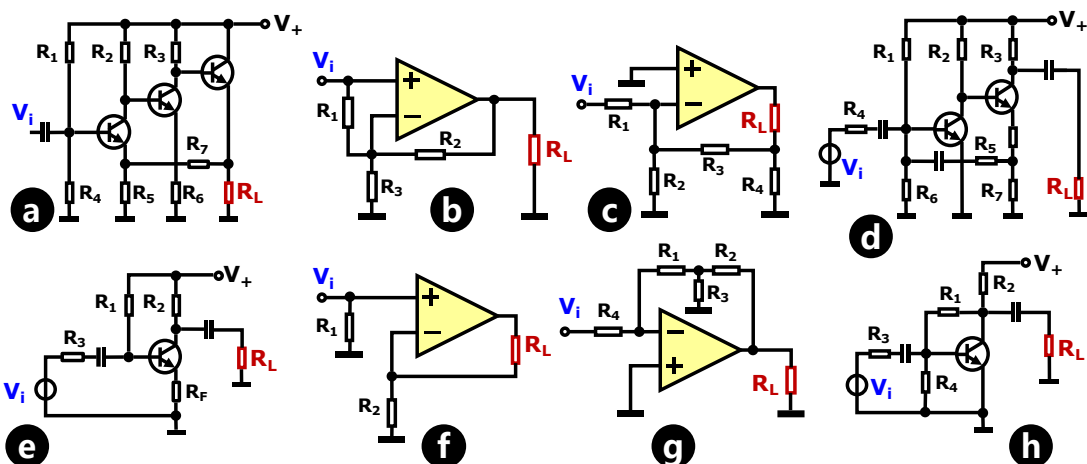 R1 R2 R3 V+
Vi
R7
R4 R5 R6 RL
a
Vi
R1
+
−
R2
R3
RL
b
Vi
+
−
R1
RL
R3
R2
R4
c
V+
R1 R2 R3
R4
Vi
R5
R6 R7
RL
d
V+
R1 R2
R3
Vi
RF
RL
e
Vi
+
−
R1
RL
R2
f
R1 R2
Vi
R3
R4
−
+
RL
g
V+
R2
R1
R3
Vi
R4
RL
h